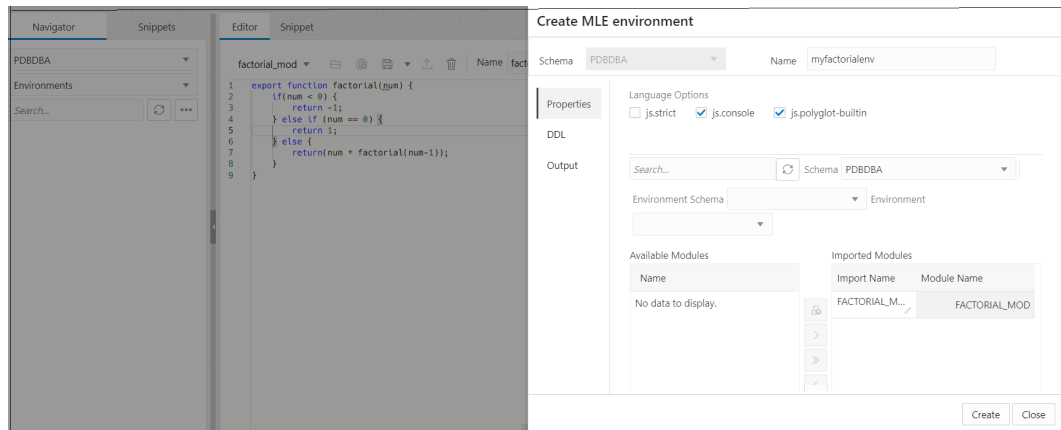 Navigator Snippets
PDBDBA
Environments
Search...
Editor Snippet
factorial_mod Name fact
1 export function factorial(num) {
2 if(num < 0) {
3 return -1;
4 } else if (num == 0) {
5 return 1;
6 } else {
7 return(num * factorial(num-1));
8 }
9 }
Create MLE environment
Schema PDBDBA Name myfactorialenv
Properties
DDL
Output
Language Options
js.strict js.console js.polyglot-builtin
Search... Schema PDBDBA
Environment Schema Environment
Available Modules
Name
No data to display.
Imported Modules
Import Name Module Name
FACTORIAL_M... FACTORIAL_MOD
Create Close